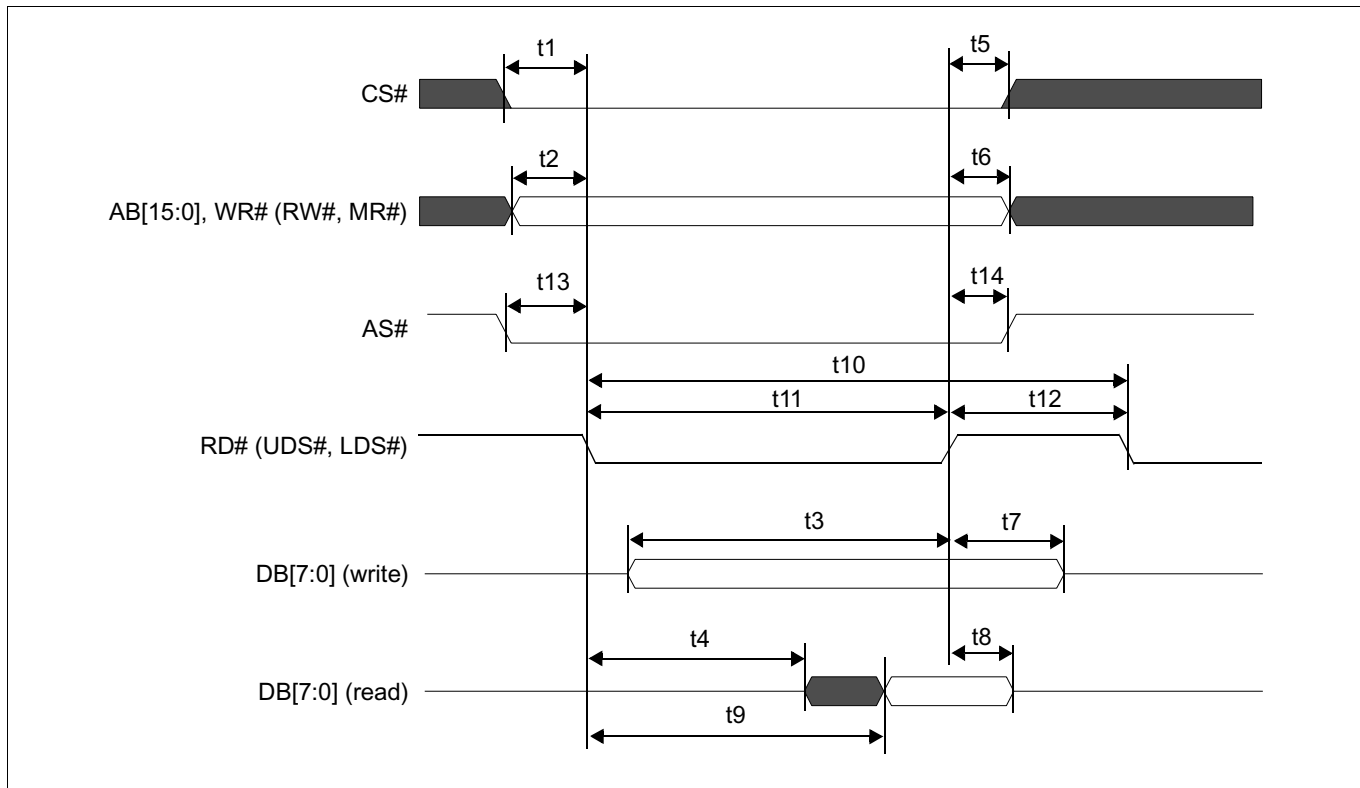 t1
t5
CS#
t2
t6
AB[15:0], WR# (RW#, MR#)
t13
t14
AS#
t10
t11
t12
RD# (UDS#, LDS#)
t3
t7
DB[7:0] (write)
t4
t8
DB[7:0] (read)
t9